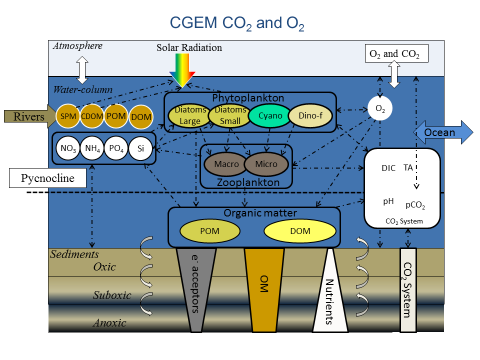 CGEM CO2 and O2
Atmosphere
Solar Radiation
O2 and CO2
Water-column
Phytoplankton
Rivers
SPM CDOM POM DOM
Diatoms Large
Diatoms Small
Cyano
Dino-f
O2
Ocean
NO3 NH4 PO4 Si
Macro Micro
Zooplankton
DIC TA
pH pCO2
CO2 System
Pycnocline
Organic matter
POM DOM
Sediments
Oxic
Suboxic
Anoxic
e- acceptors
OM
Nutrients
CO2 System